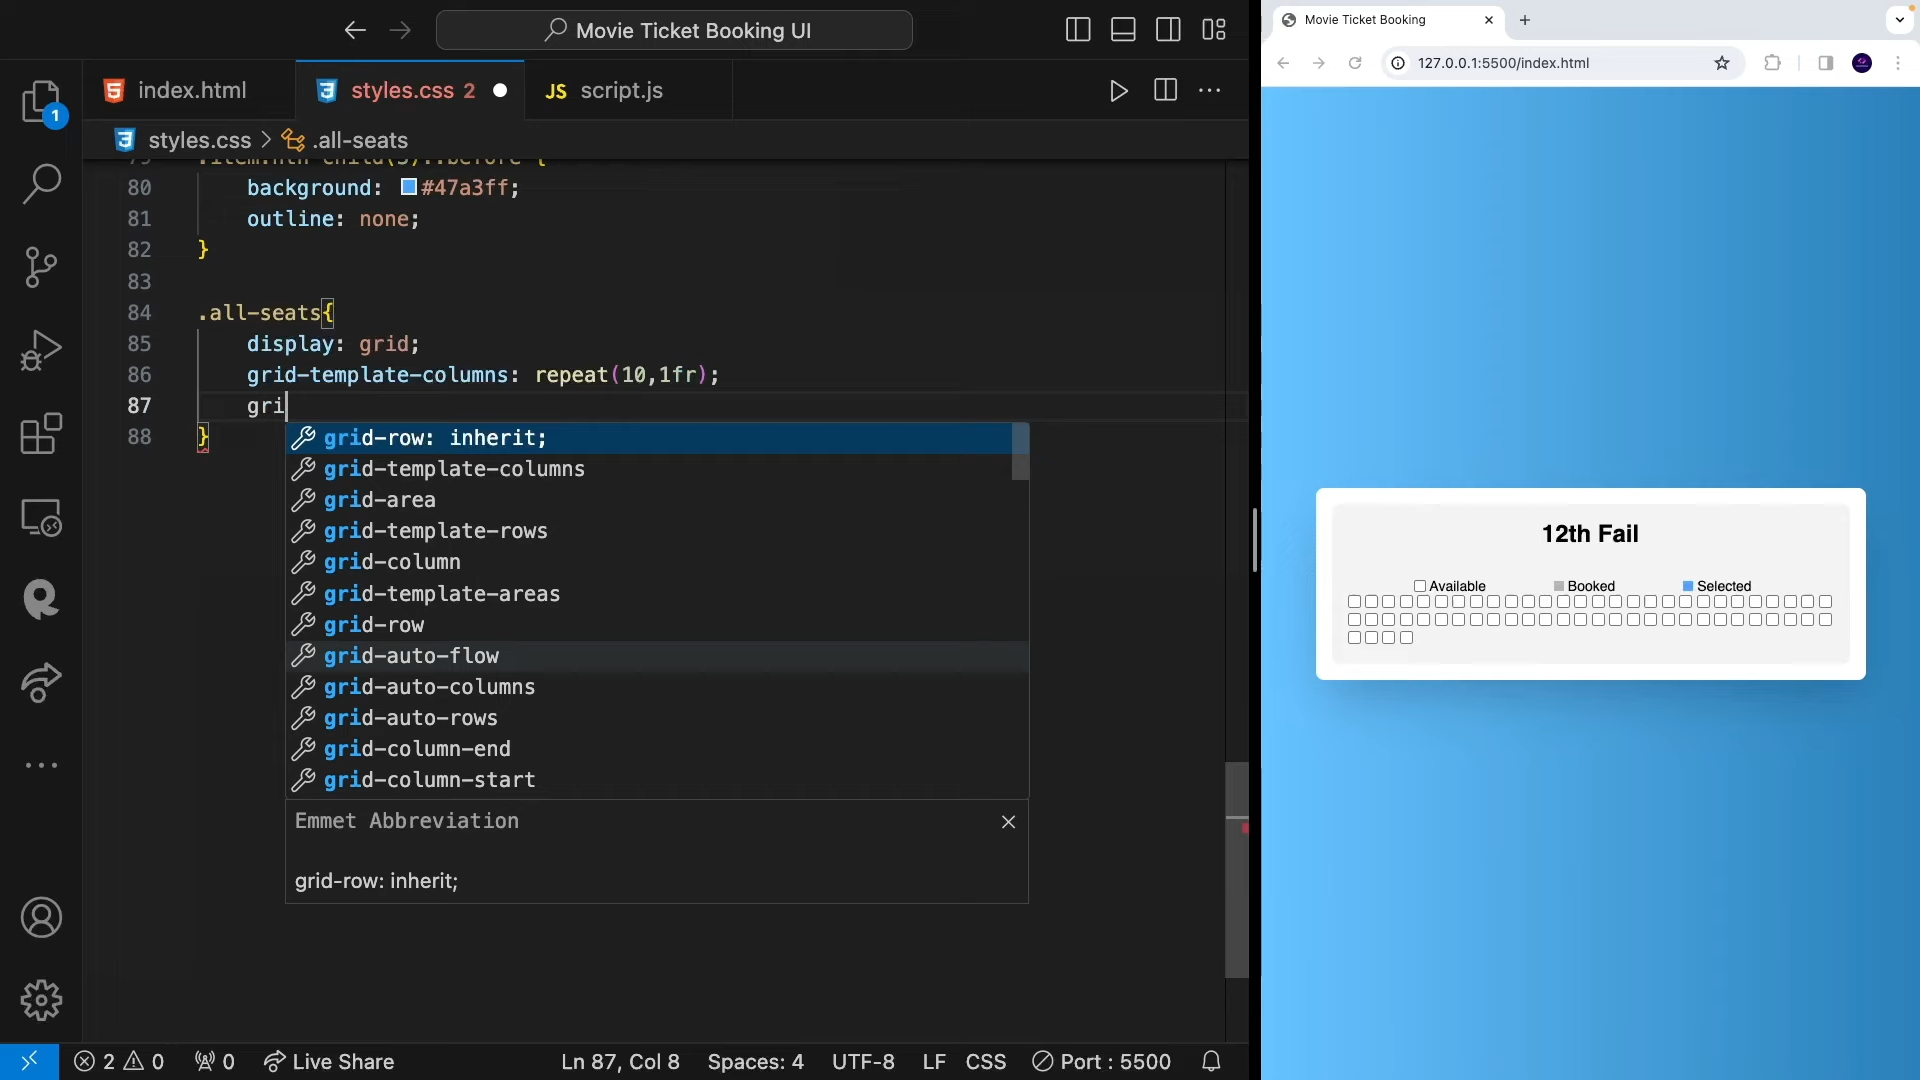 Movie Ticket Booking UI
index.html
styles.css 2
JS script.js
1
styles.css > .all-seats
80 background: #47a3ff;
81 outline: none;
82 }
83
84 .all-seats{
85 display: grid;
86 grid-template-columns: repeat(10,1fr);
87 gri
88 }
grid-row: inherit;
grid-template-columns
grid-area
grid-template-rows
grid-column
grid-template-areas
grid-row
grid-auto-flow
grid-auto-columns
grid-auto-rows
grid-column-end
grid-column-start
Emmet Abbreviation
grid-row: inherit;
2 0 0 Live Share Ln 87, Col 8 Spaces: 4 UTF-8 LF CSS Port : 5500
Movie Ticket Booking
127.0.0.1:5500/index.html
12th Fail
Available Booked Selected